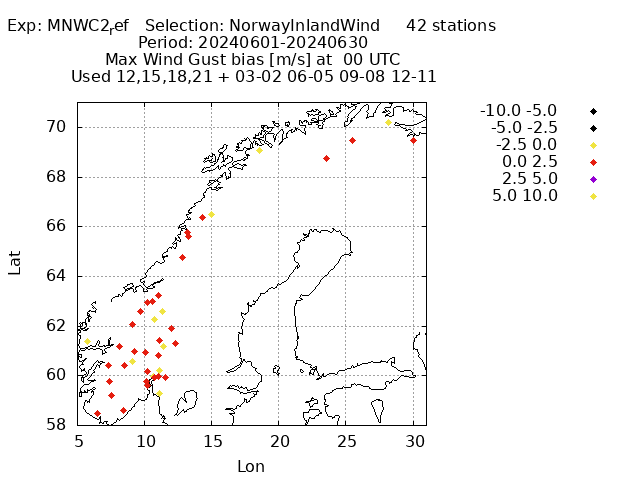 Exp: MNWC2ref Selection: NorwayInlandWind 42 stations
Period: 20240601-20240630
Max Wind Gust bias [m/s] at 00 UTC
Used 12,15,18,21 + 03-02 06-05 09-08 12-11
-10.0 -5.0
-5.0 -2.5
-2.5 0.0
0.0 2.5
2.5 5.0
5.0 10.0
70
68
66
64
62
60
58
Lat
5 10 15 20 25 30
Lon